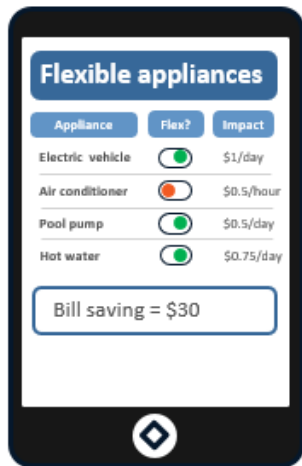 Flexible appliances
Appliance Flex? Impact
Electric vehicle $1/day
Air conditioner $0.5/hour
Pool pump $0.5/day
Hot water $0.75/day
Bill saving = $30